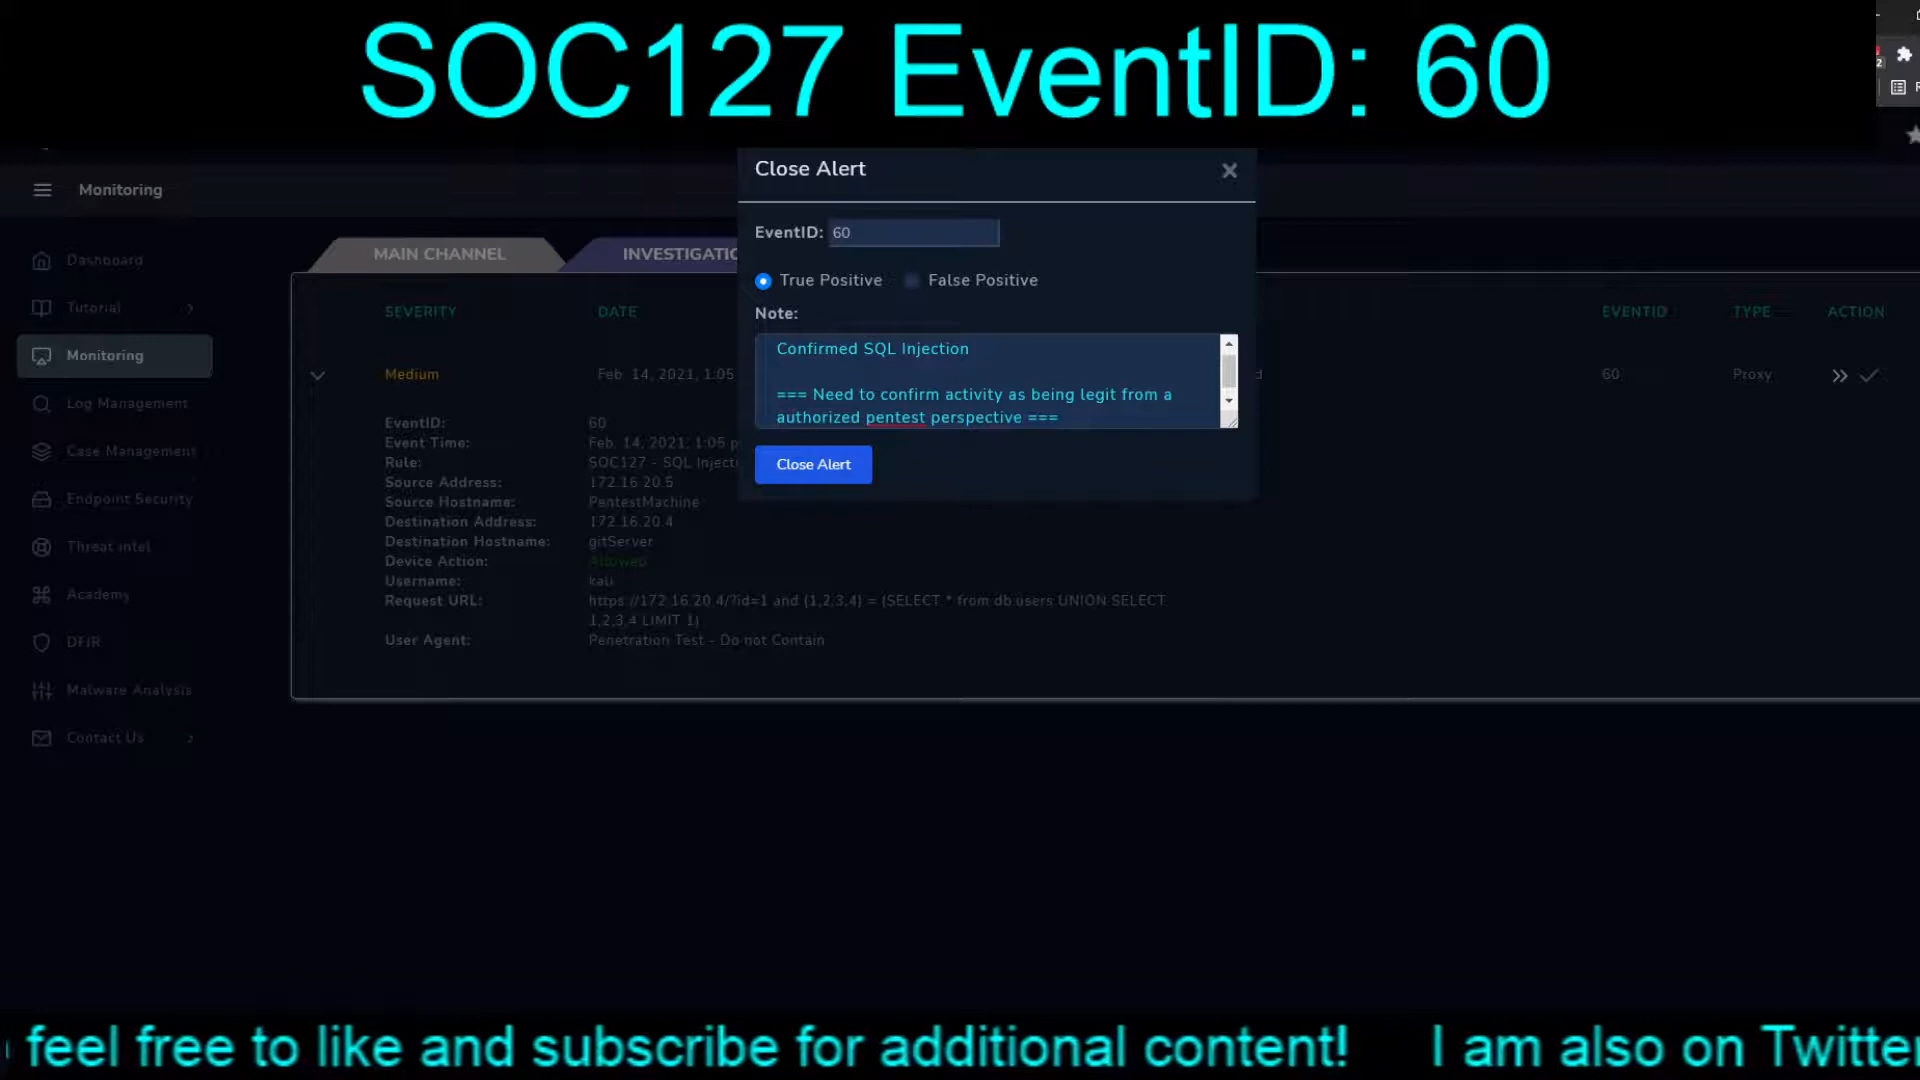 SOC127 EventID: 60
Close Alert
Monitoring
EventID: 60
True Positive False Positive
Note:
Confirmed SQL Injection
=== Need to confirm activity as being legit from a
authorized pentest perspective ===
Close Alert
Dashboard
Tutorial
Monitoring
Log Management
Case Management
Endpoint Security
Threat Intel
Academy
DFIR
Malware Analysis
Contact Us
MAIN CHANNEL
SEVERITY DATE EVENTID TYPE ACTION
Medium Feb. 14, 2021, 1:05 60 Proxy
EventID: 60
Event Time: Feb. 14, 2021, 1:05 p
Rule: SOC127 - SQL Injecti
Source Address: 172.16.20.5
Source Hostname: PentestMachine
Destination Address: 172.16.20.4
Destination Hostname: gitServer
Device Action: Allowed
Username: kali
Request URL: https://172.16.20.4/?id=1 and (1,2,3,4) = (SELECT * from db.users UNION SELECT
1,2,3,4 LIMIT 1)
User Agent: Penetration Test - Do not Contain
feel free to like and subscribe for additional content! I am also on Twitter